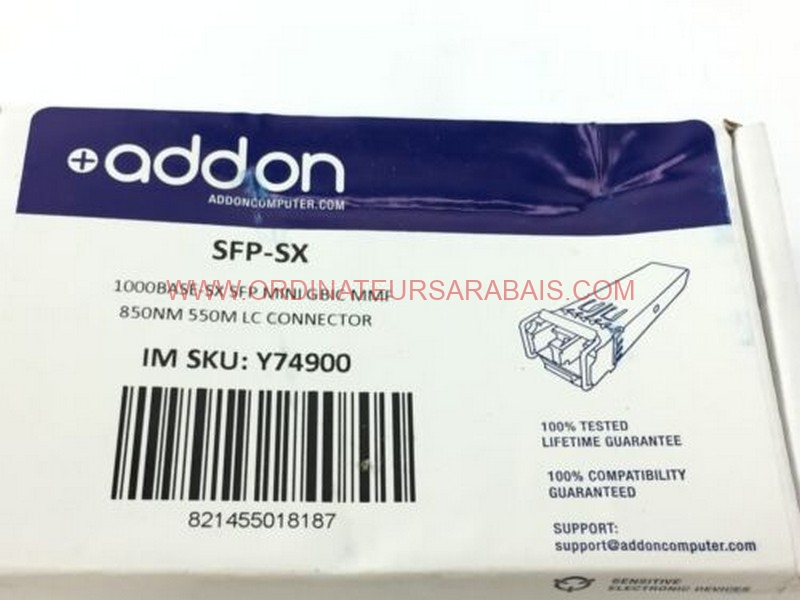 addon
ADDONCOMPUTER.COM
SFP-SX
1000BASE-SX SFP MINI GBIC MMF
WWW.ORDINATEURSARABAIS.COM
850NM 550M LC CONNECTOR
IM SKU: Y74900
821455018187
100% TESTED
LIFETIME GUARANTEE
100% COMPATIBILITY
GUARANTEED
SUPPORT:
support@addoncomputer.com
SENSITIVE
ELECTRONIC DEVICES